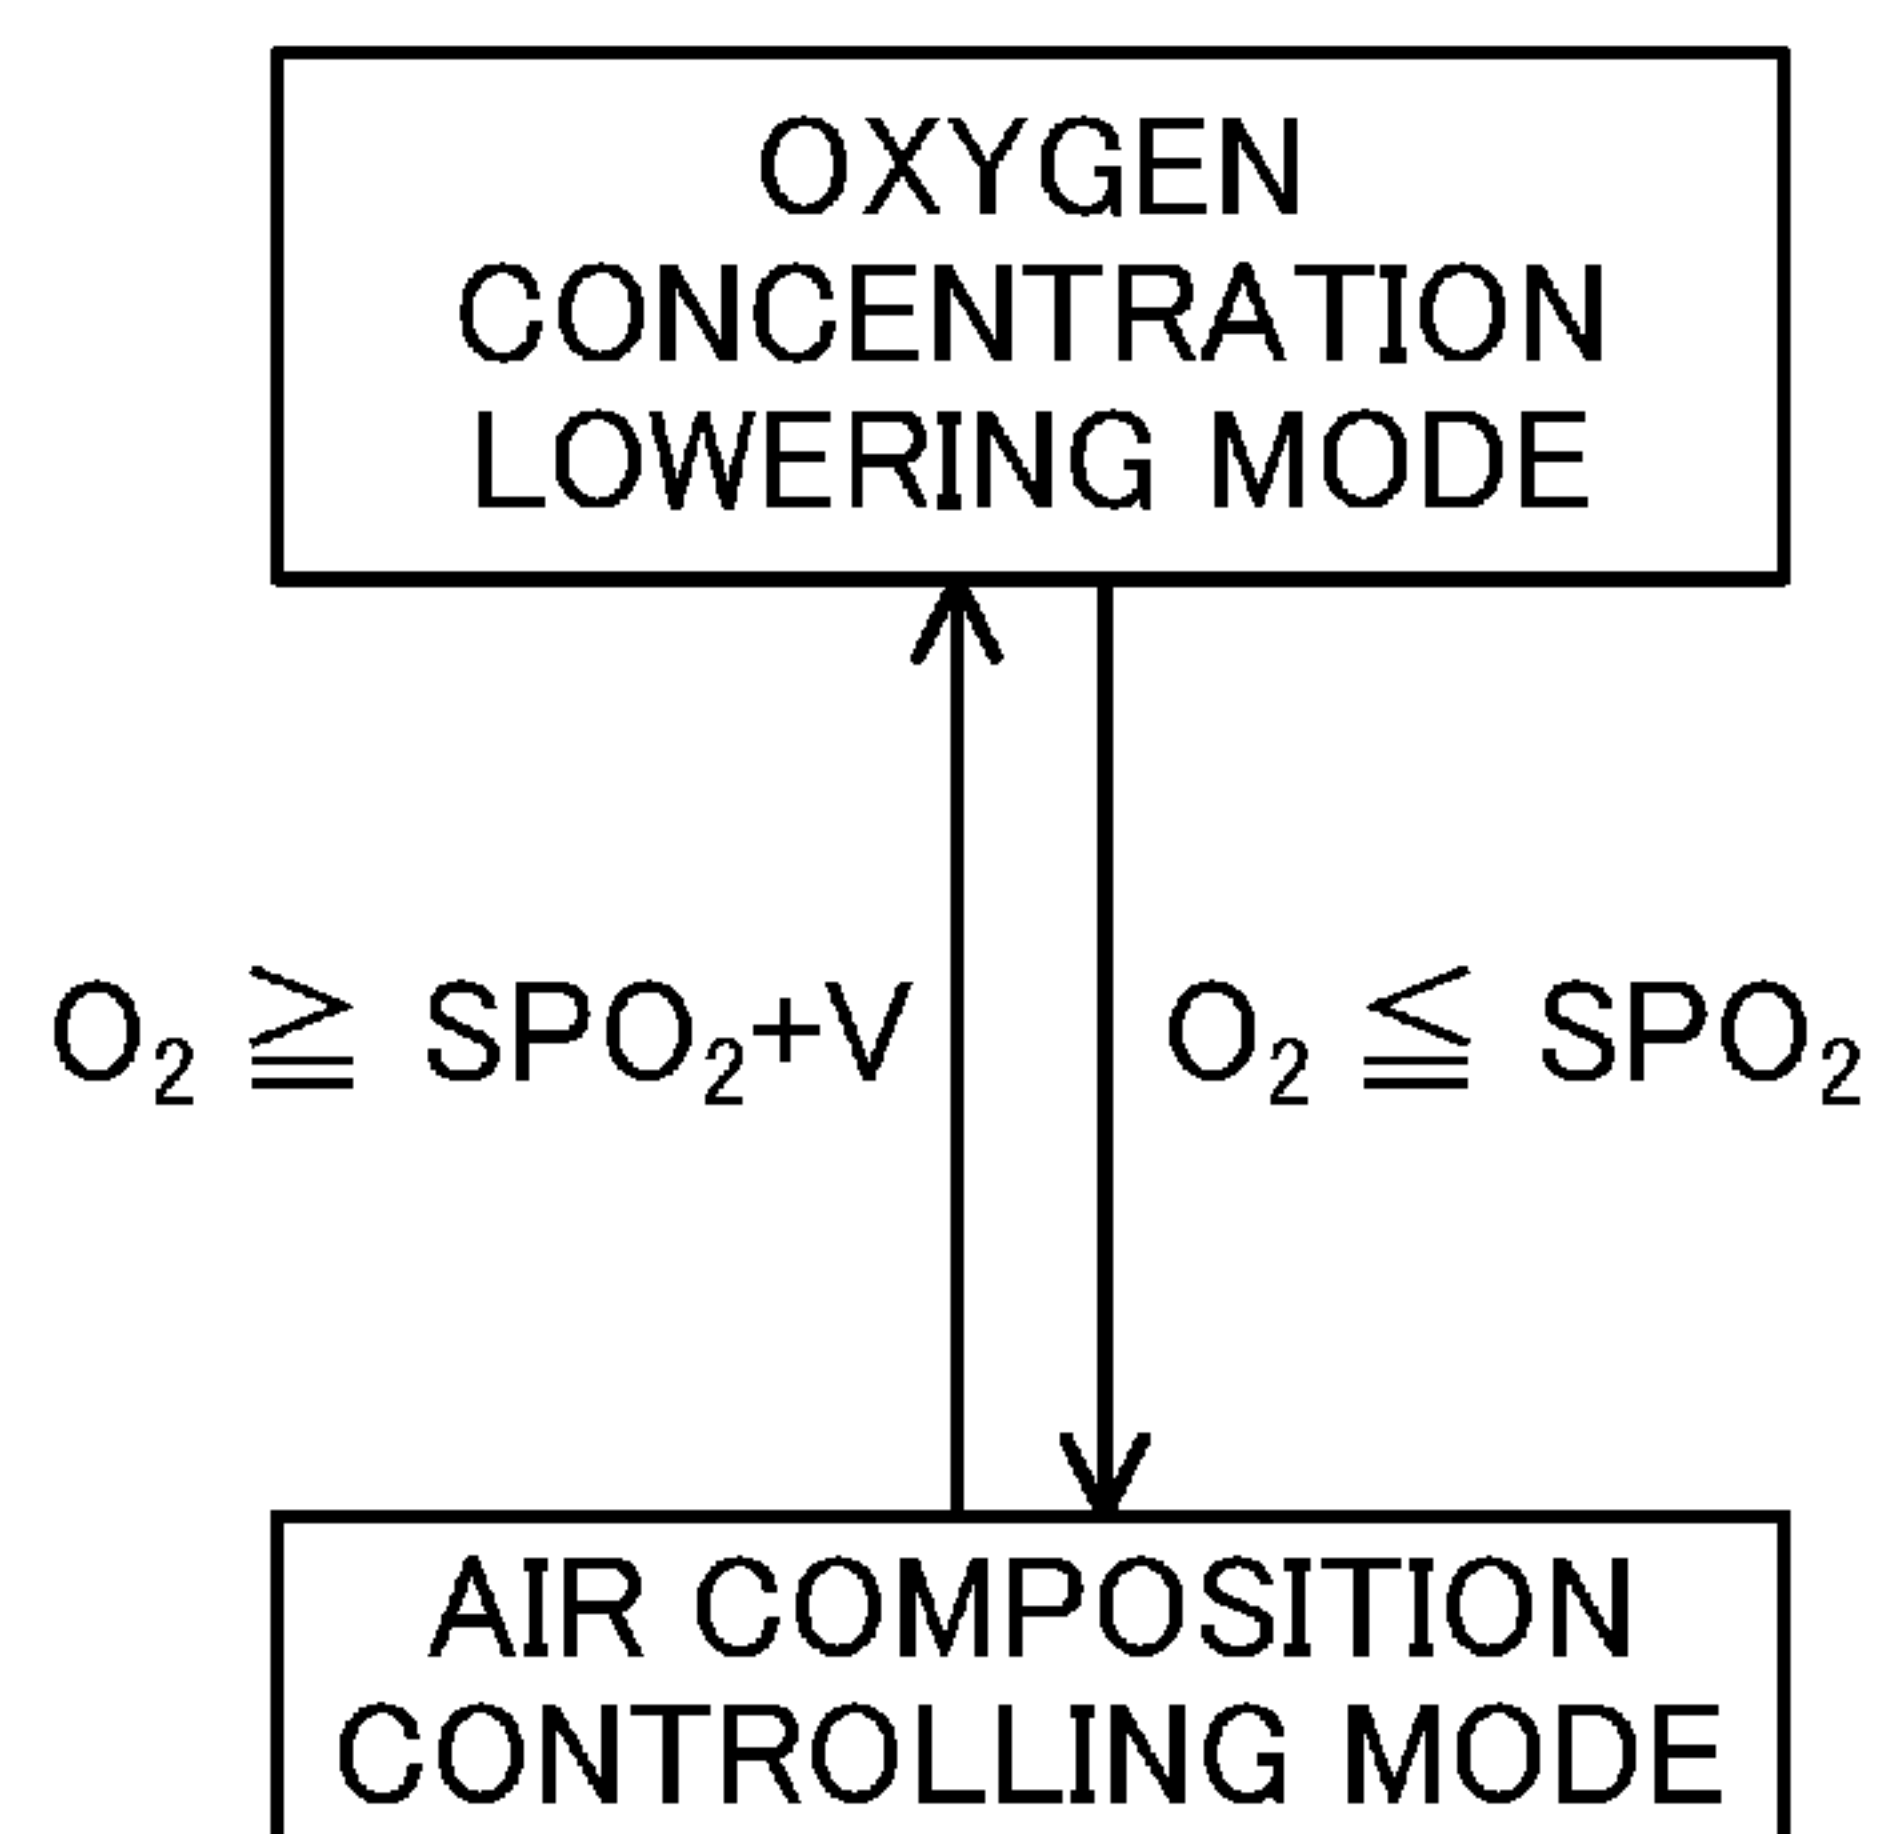 OXYGEN
CONCENTRATION
LOWERING MODE
O₂ ≧ SPO₂+V
O₂ ≦ SPO₂
AIR COMPOSITION
CONTROLLING MODE